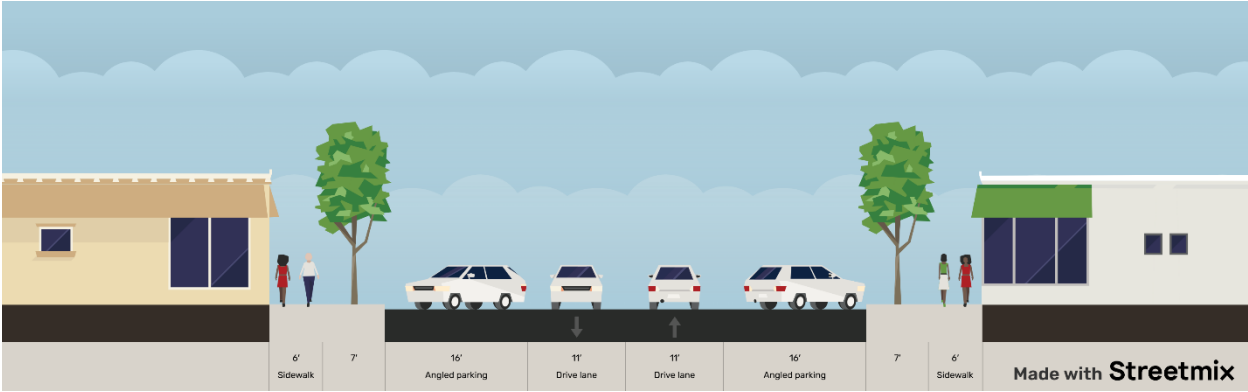 6' 7' 16' 11' 11' 16' 7' 6'
Sidewalk Angled parking Drive lane Drive lane Angled parking Sidewalk
Made with Streetmix